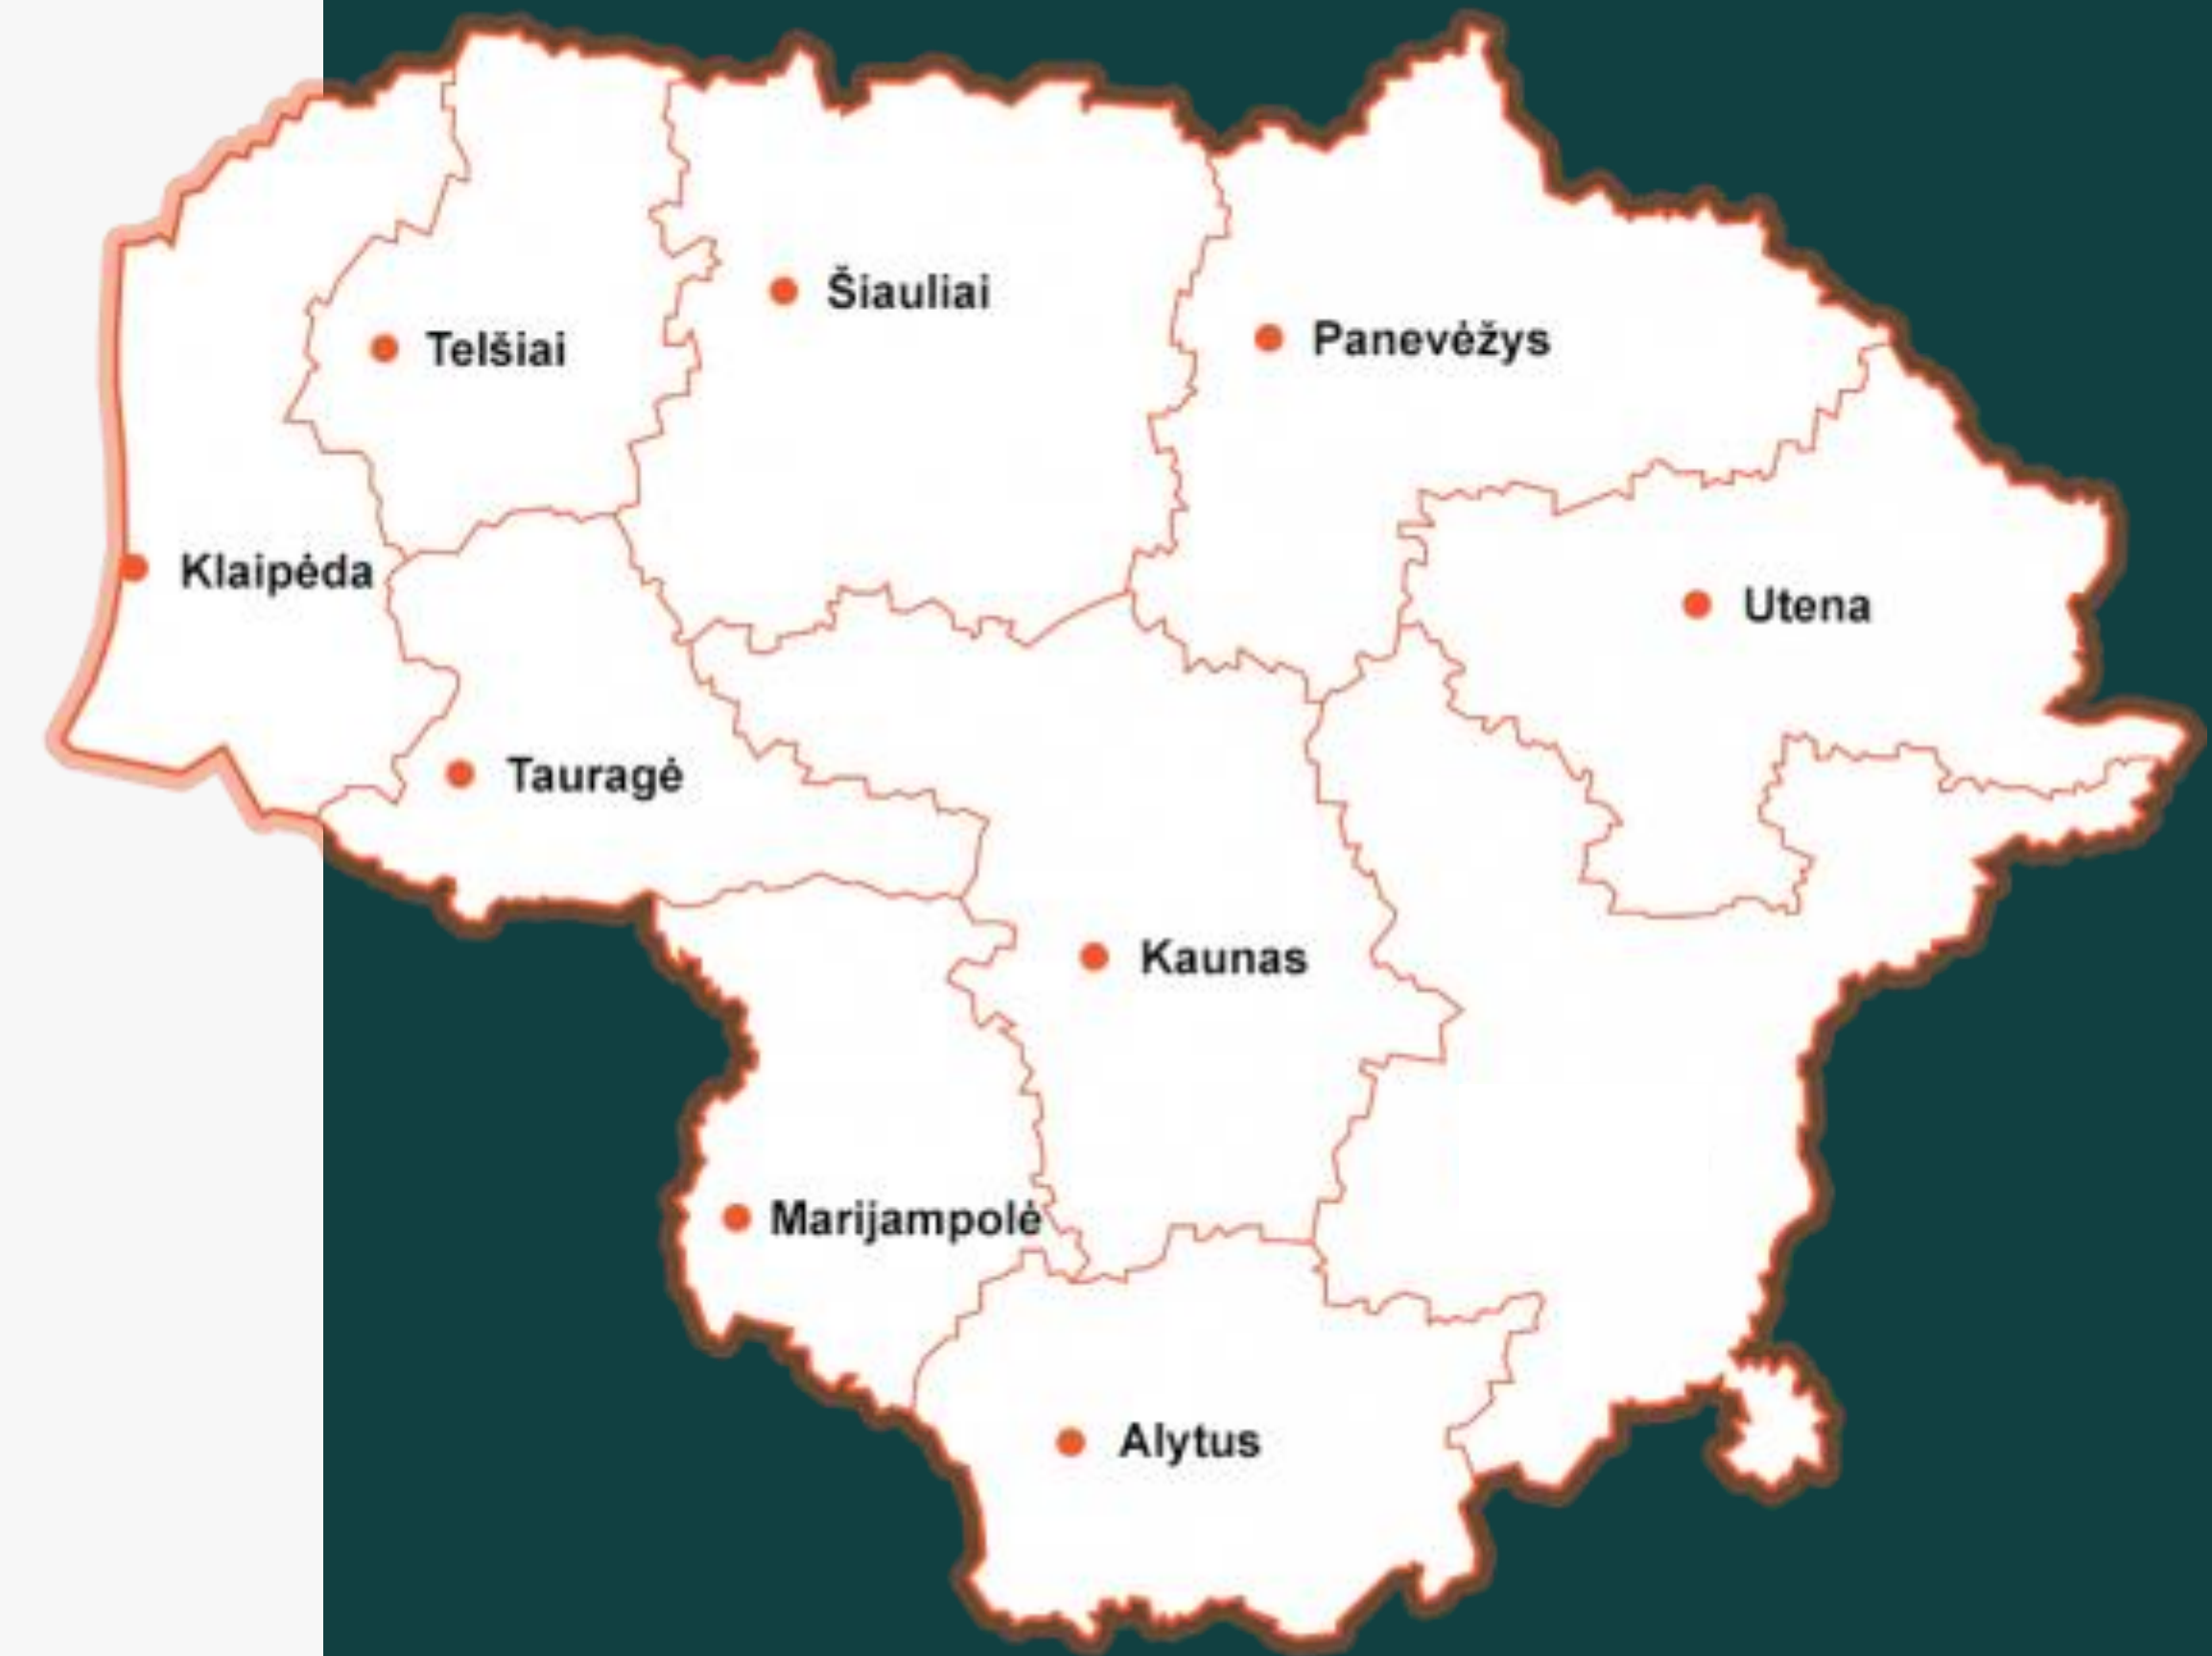 Šiauliai
Telšiai
Panevėžys
Klaipėda
Utena
Tauragė
Kaunas
Marijampolė
Alytus